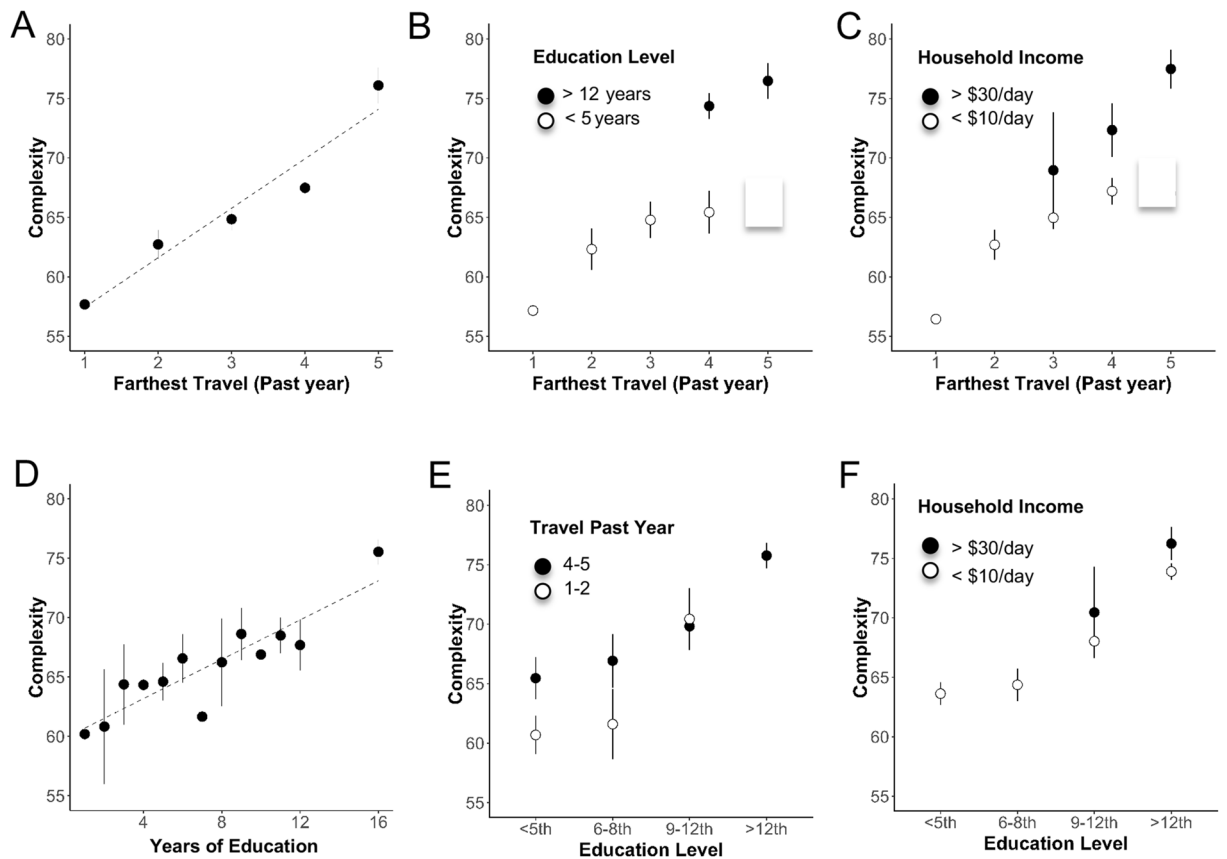 A
80
75
70
65
60
55
Complexity
1 2 3 4 5
Farthest Travel (Past year)
B
80
75
70
65
60
55
Complexity
Education Level
> 12 years
< 5 years
1 2 3 4 5
Farthest Travel (Past year)
C
80
75
70
65
60
55
Complexity
Household Income
> $30/day
< $10/day
1 2 3 4 5
Farthest Travel (Past year)
D
80
75
70
65
60
55
Complexity
4 8 12 16
Years of Education
E
80
75
70
65
60
55
Complexity
Travel Past Year
4-5
1-2
<5th 6-8th 9-12th >12th
Education Level
F
80
75
70
65
60
55
Complexity
Household Income
> $30/day
< $10/day
<5th 6-8th 9-12th >12th
Education Level